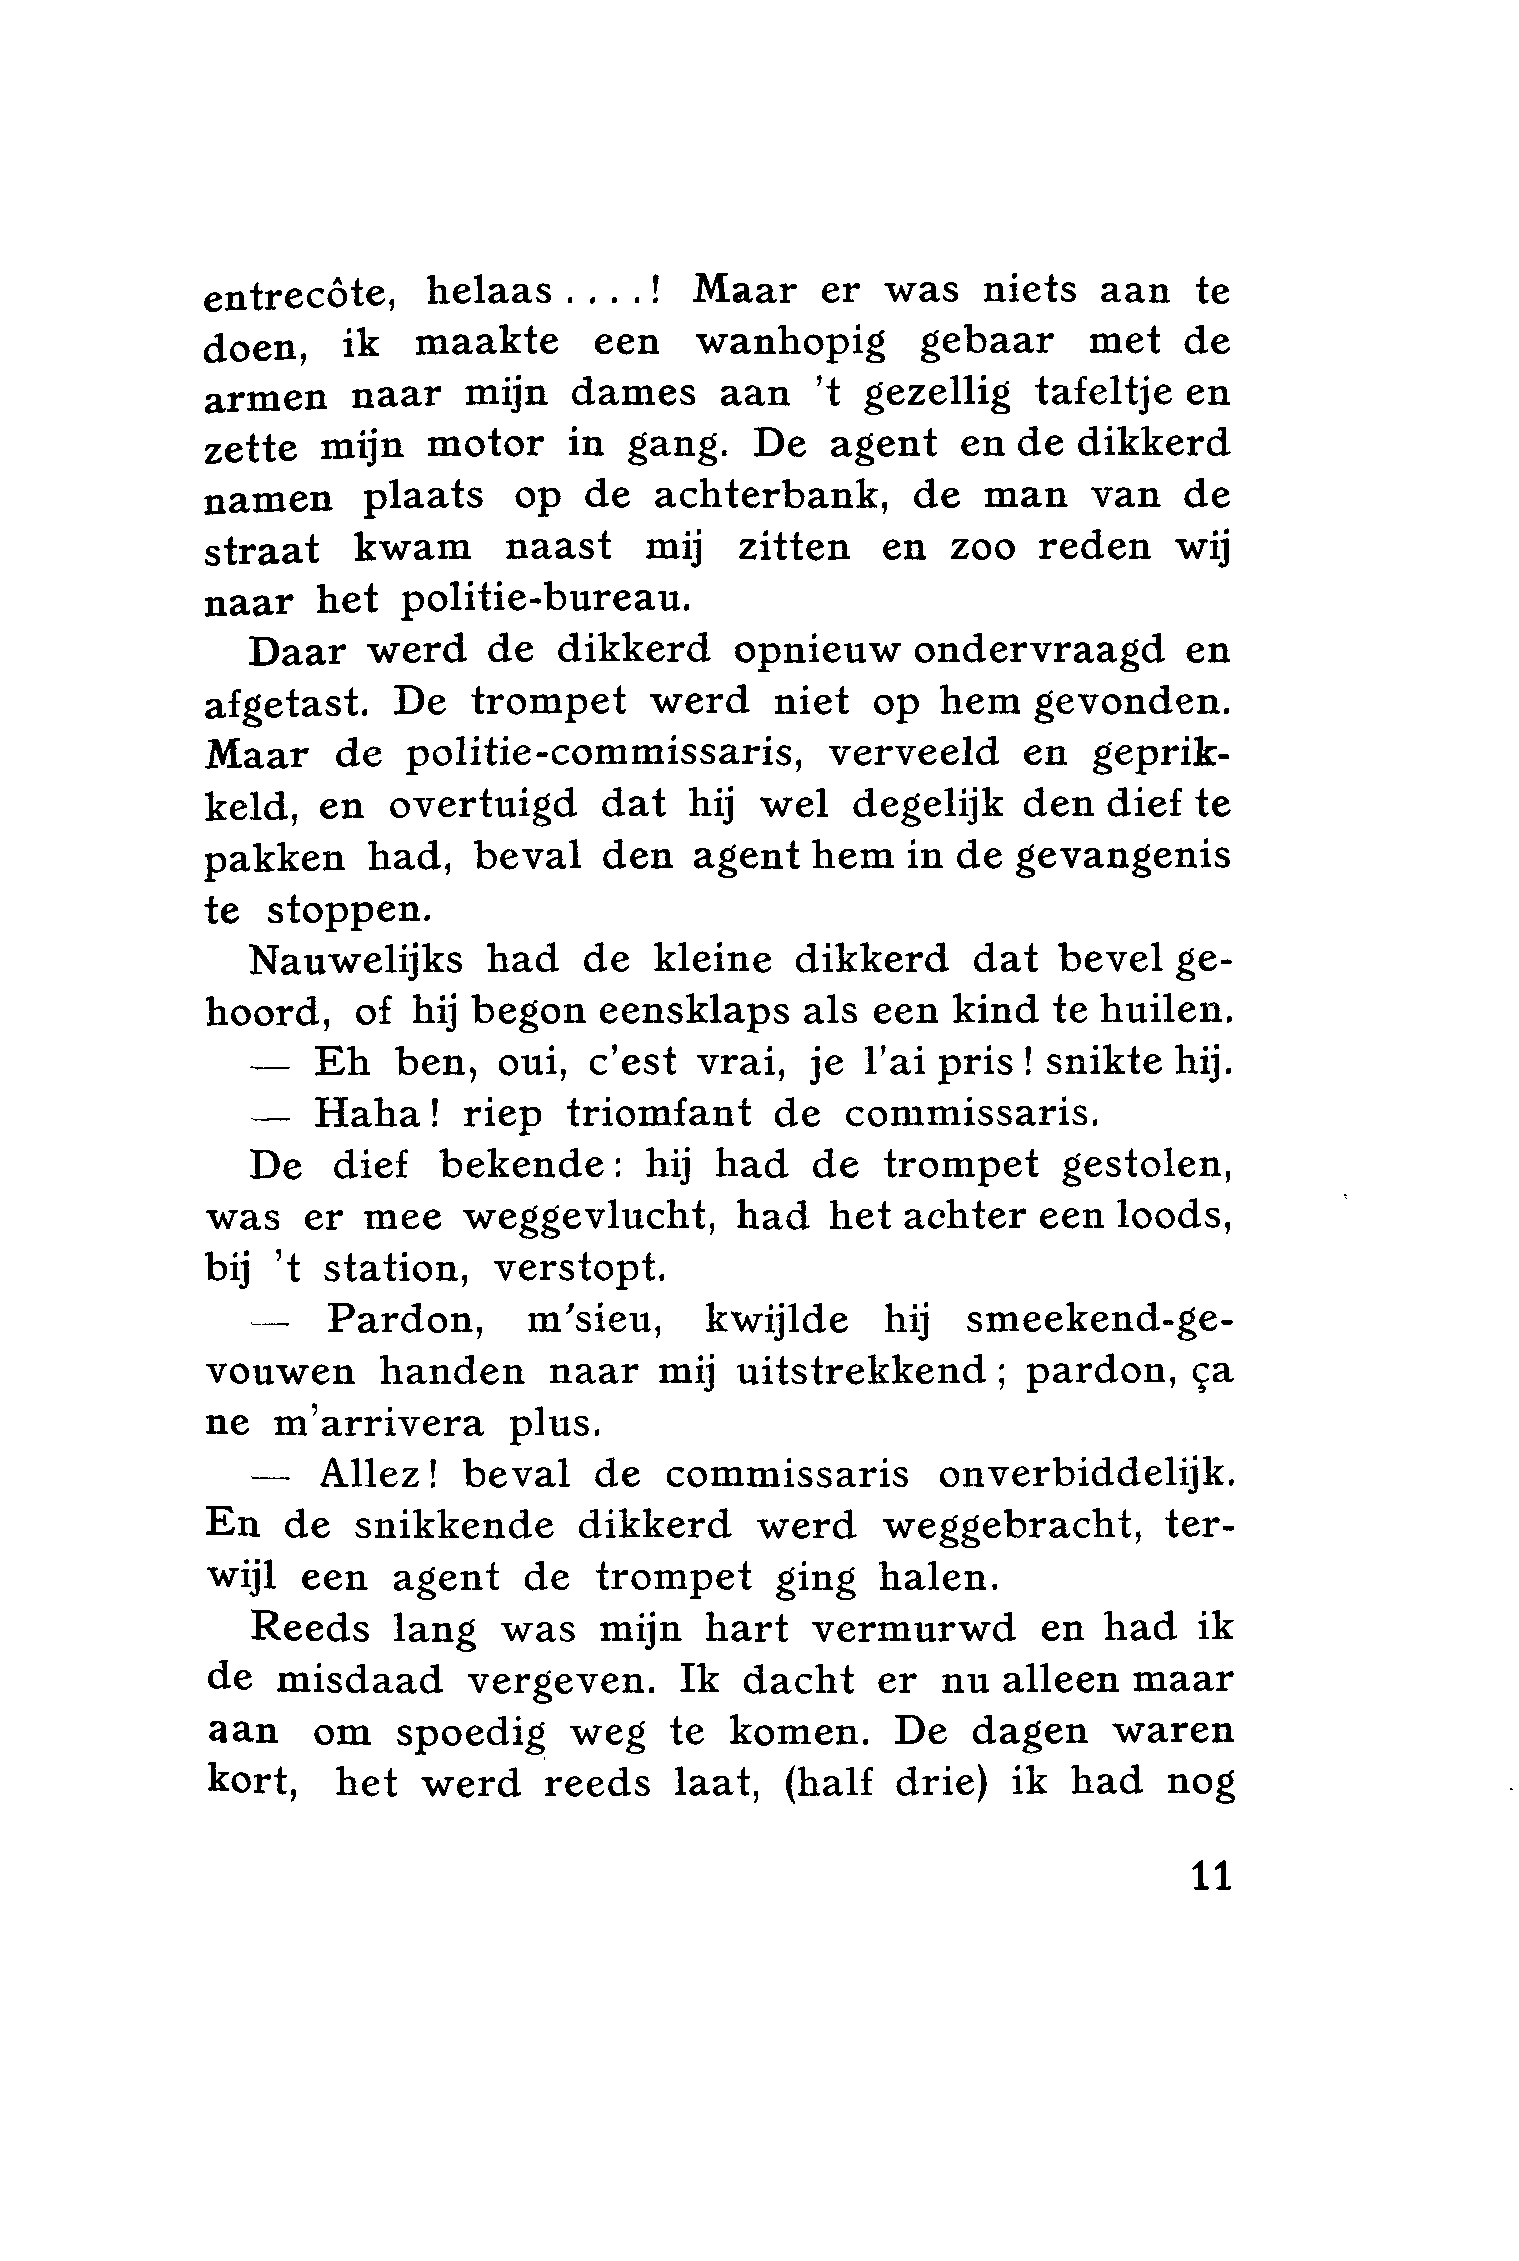 entrecôte, helaas . . . . ! Maar er was niets aan te
doen, ik maakte een wanhopig gebaar met de
armen naar mijn dames aan 't gezellig tafeltje en
zette mijn motor in gang. De agent en de dikkerd
namen plaats op de achterbank, de man van de
straat kwam naast mij zitten en zoo reden wij
naar het politie-bureau.
Daar werd de dikkerd opnieuw ondervraagd en
afgetast. De trompet werd niet op hem gevonden.
Maar de politie-commissaris, verveeld en geprik-
keld, en overtuigd dat hij wel degelijk den dief te
pakken had, beval den agent hem in de gevangenis
te stoppen.
Nauwelijks had de kleine dikkerd dat bevel ge-
hoord, of hij begon eensklaps als een kind te huilen.
— Eh ben, oui, c'est vrai, je l'ai pris ! snikte hij.
— Haha ! riep triomfant de commissaris.
De dief bekende : hij had de trompet gestolen,
was er mee weggevlucht, had het achter een loods,
bij 't station, verstopt.
— Pardon, m'sieu, kwijlde hij smeekend-ge-
vouwen handen naar mij uitstrekkend ; pardon, ça
ne m'arrivera plus.
— Allez ! beval de commissaris onverbiddelijk.
En de snikkende dikkerd werd weggebracht, ter-
wijl een agent de trompet ging halen.
Reeds lang was mijn hart vermurwd en had ik
de misdaad vergeven. Ik dacht er nu alleen maar
aan om spoedig weg te komen. De dagen waren
kort, het werd reeds laat, (half drie) ik had nog
11